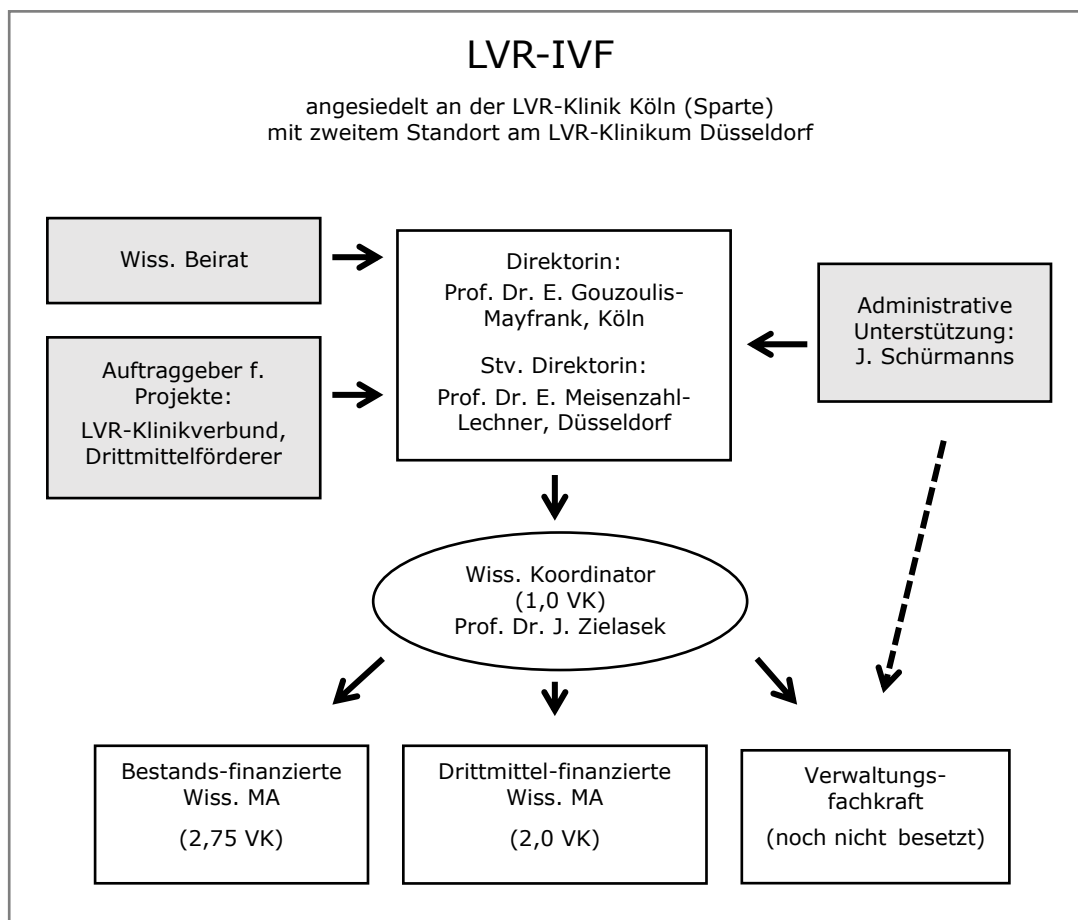 LVR-IVF
angesiedelt an der LVR-Klinik Köln (Sparte)
mit zweitem Standort am LVR-Klinikum Düsseldorf
Wiss. Beirat
Auftraggeber f.
Projekte:
LVR-Klinikverbund,
Drittmittelförderer
Direktorin:
Prof. Dr. E. Gouzoulis-
Mayfrank, Köln
Stv. Direktorin:
Prof. Dr. E. Meisenzahl-
Lechner, Düsseldorf
Administrative
Unterstützung:
J. Schürmanns
Wiss. Koordinator
(1,0 VK)
Prof. Dr. J. Zielasek
Bestands-finanzierte
Wiss. MA
(2,75 VK)
Drittmittel-finanzierte
Wiss. MA
(2,0 VK)
Verwaltungs-
fachkraft
(noch nicht besetzt)